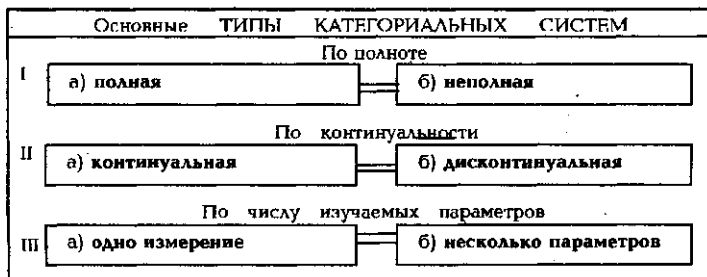 Основные ТИПЫ КАТЕГОРИАЛЬНЫХ СИСТЕМ
По полноте
I а) полная б) неполная
По континуальности
II а) континуальная б) дисконтинуальная
По числу изучаемых параметров
III а) одно измерение б) несколько параметров